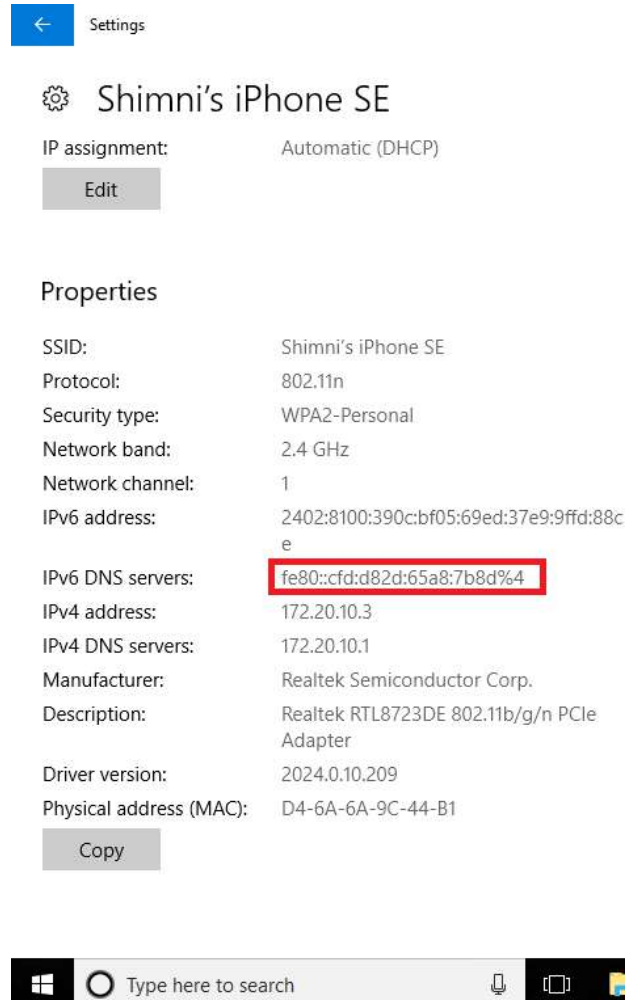 Settings
Shimni’s iPhone SE
IP assignment: Automatic (DHCP)
Edit
Properties
SSID: Shimni’s iPhone SE
Protocol: 802.11n
Security type: WPA2-Personal
Network band: 2.4 GHz
Network channel: 1
IPv6 address: 2402:8100:390c:bf05:69ed:37e9:9ffd:88c
e
IPv6 DNS servers: fe80::cfd:d82d:65a8:7b8d%4
IPv4 address: 172.20.10.3
IPv4 DNS servers: 172.20.10.1
Manufacturer: Realtek Semiconductor Corp.
Description: Realtek RTL8723DE 802.11b/g/n PCIe
Adapter
Driver version: 2024.0.10.209
Physical address (MAC): D4-6A-6A-9C-44-B1
Copy
Type here to search